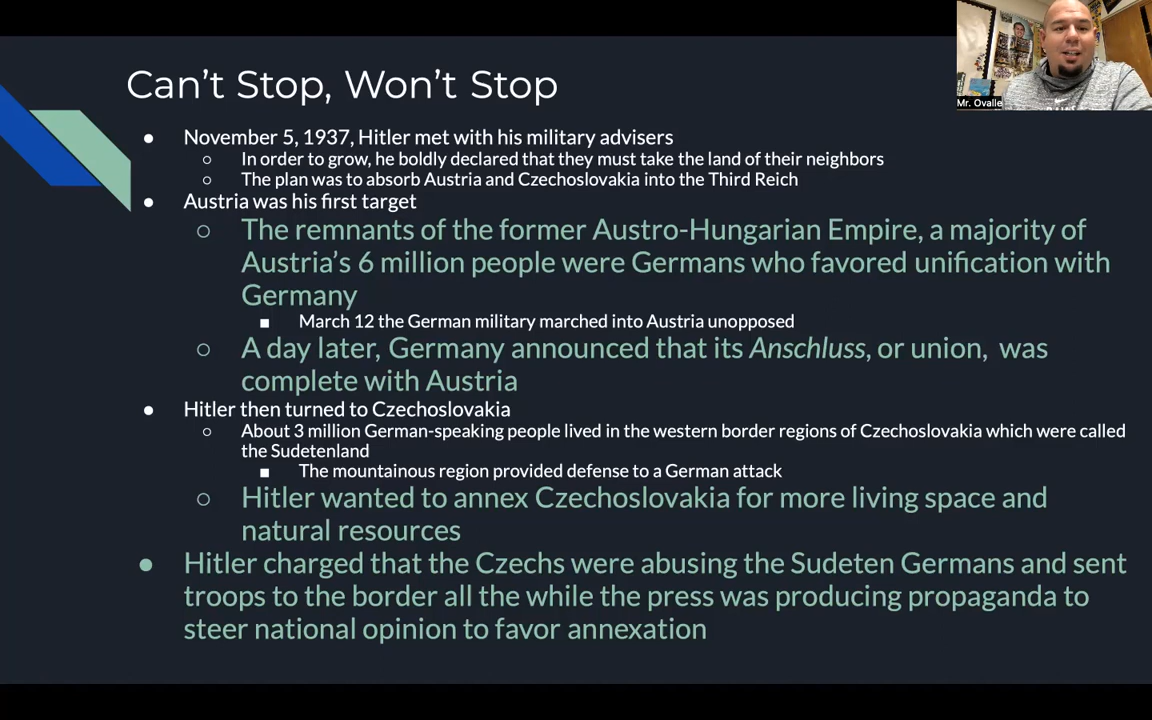 Can't Stop, Won't Stop
Mr. Ovalle
● November 5, 1937, Hitler met with his military advisers
○ In order to grow, he boldly declared that they must take the land of their neighbors
○ The plan was to absorb Austria and Czechoslovakia into the Third Reich
● Austria was his first target
○ The remnants of the former Austro-Hungarian Empire, a majority of
Austria's 6 million people were Germans who favored unification with
Germany
■ March 12 the German military marched into Austria unopposed
○ A day later, Germany announced that its Anschluss, or union, was
complete with Austria
● Hitler then turned to Czechoslovakia
○ About 3 million German-speaking people lived in the western border regions of Czechoslovakia which were called
the Sudetenland
■ The mountainous region provided defense to a German attack
○ Hitler wanted to annex Czechoslovakia for more living space and
natural resources
● Hitler charged that the Czechs were abusing the Sudeten Germans and sent
troops to the border all the while the press was producing propaganda to
steer national opinion to favor annexation